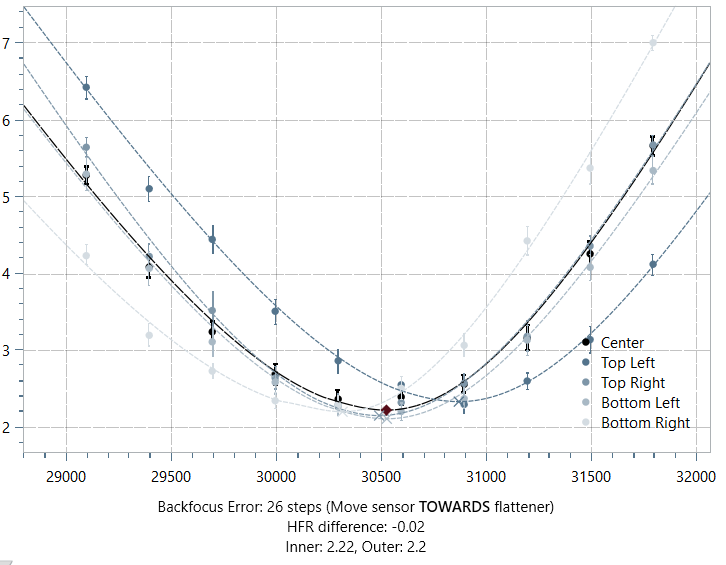 7
6
5
4
3
2
Center
Top Left
Top Right
Bottom Left
Bottom Right
29000 29500 30000 30500 31000 31500 32000
Backfocus Error: 26 steps (Move sensor TOWARDS flattener)
HFR difference: -0.02
Inner: 2.22, Outer: 2.2